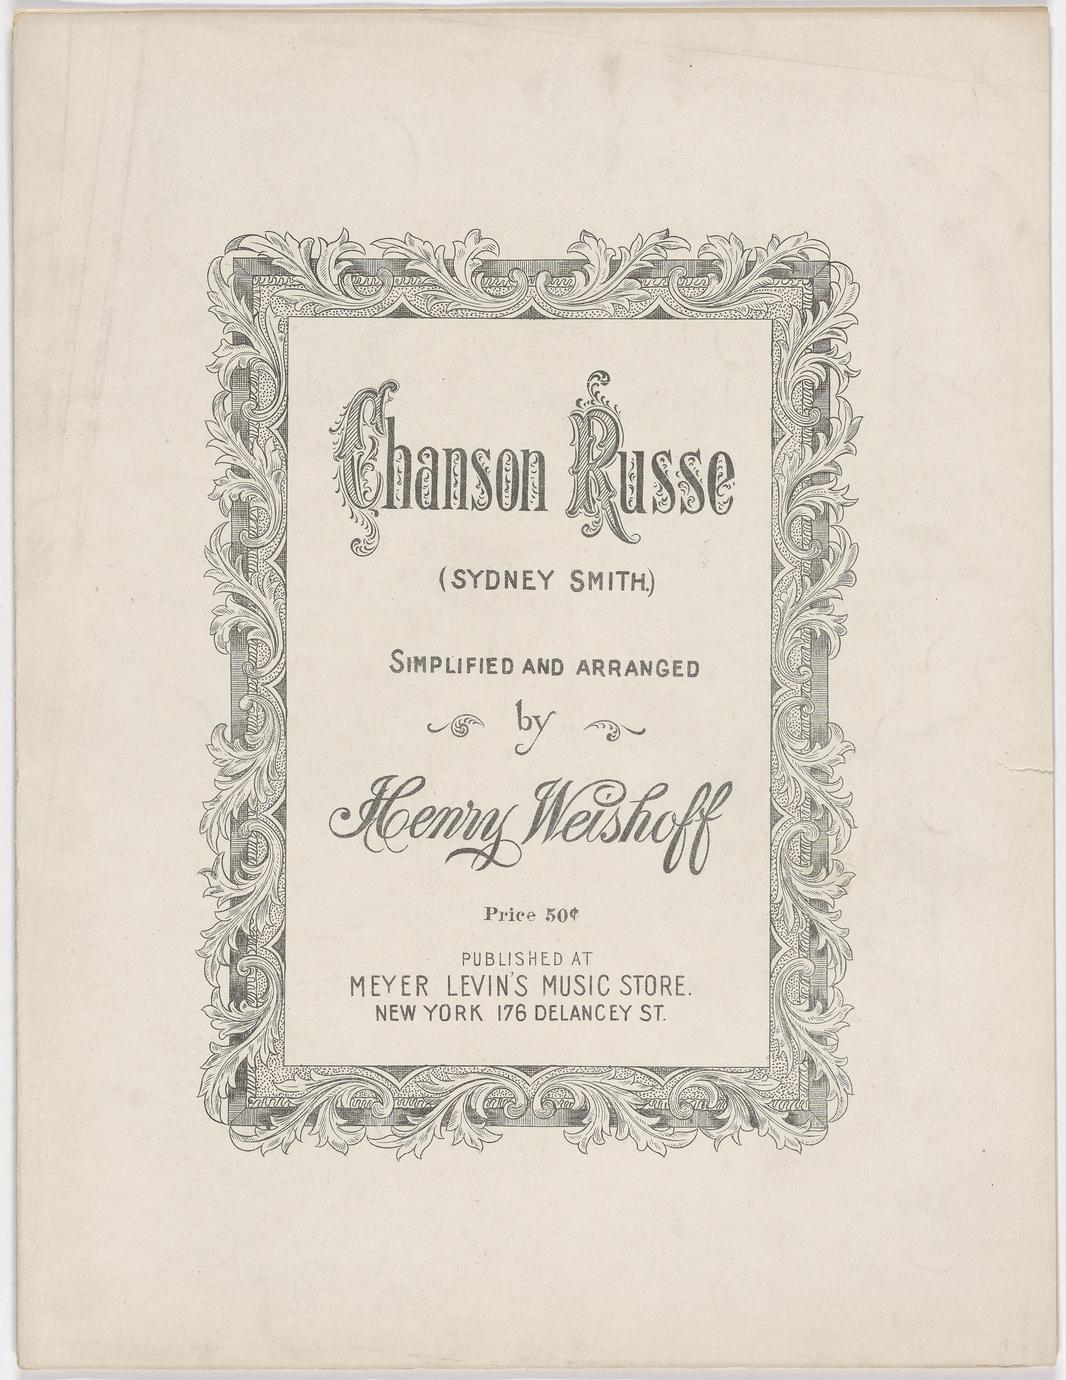 Chanson Russe
(SYDNEY SMITH.)
SIMPLIFIED AND ARRANGED
by
Henry Weishoff
Price 50¢
PUBLISHED AT
MEYER LEVIN'S MUSIC STORE.
NEW YORK 176 DELANCEY ST.